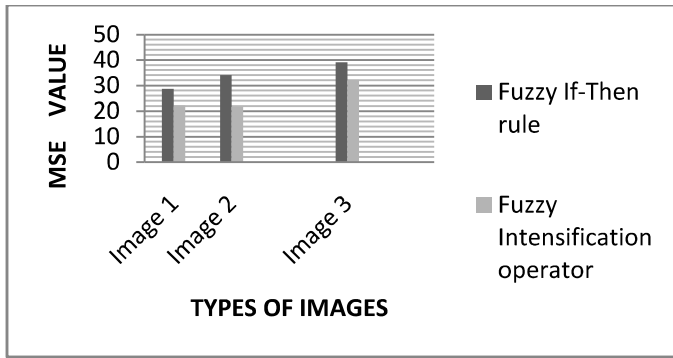 MSE VALUE
50
40
30
20
10
0
Image 1
Image 2
Image 3
TYPES OF IMAGES
Fuzzy If-Then
rule
Fuzzy
Intensification
operator